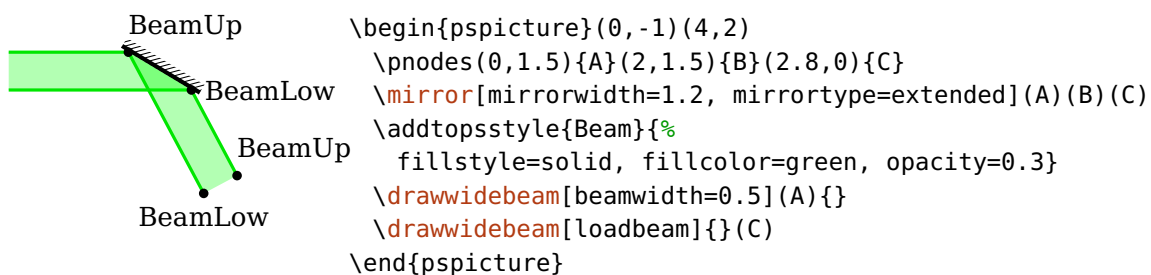 BeamUp
BeamLow
BeamUp
BeamLow
\begin{pspicture}(0,-1)(4,2)
\pnodes(0,1.5){A}(2,1.5){B}(2.8,0){C}
\mirror[mirrorwidth=1.2, mirrortype=extended](A)(B)(C)
\addtopsstyle{Beam}{%
fillstyle=solid, fillcolor=green, opacity=0.3}
\drawwidebeam[beamwidth=0.5](A){}
\drawwidebeam[loadbeam]{}(C)
\end{pspicture}